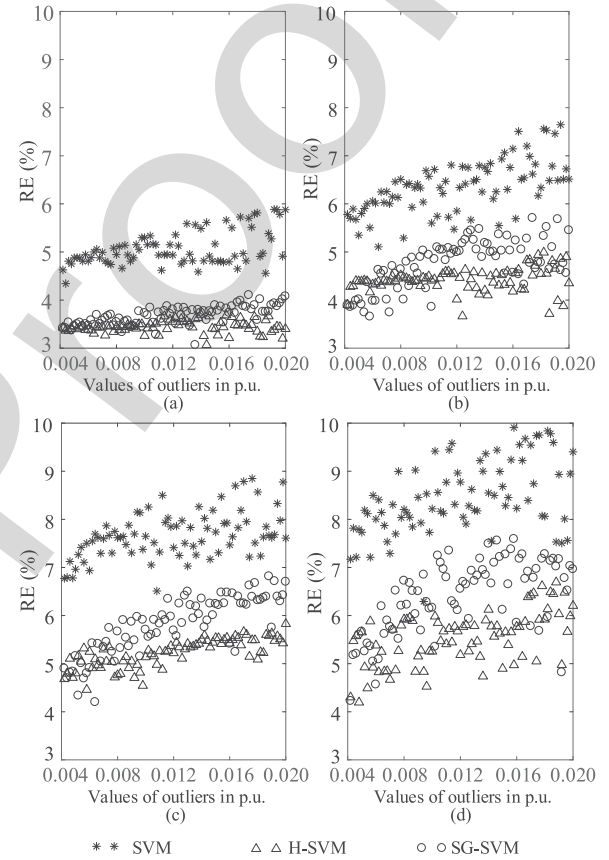 10
9
8
7
6
5
4
3
RE (%)
0.004 0.008 0.012 0.016 0.020
Values of outliers in p.u.
(a)
10
9
8
7
6
5
4
3
RE (%)
0.004 0.008 0.012 0.016 0.020
Values of outliers in p.u.
(b)
10
9
8
7
6
5
4
3
RE (%)
0.004 0.008 0.012 0.016 0.020
Values of outliers in p.u.
(c)
10
9
8
7
6
5
4
3
RE (%)
0.004 0.008 0.012 0.016 0.020
Values of outliers in p.u.
(d)
SVM H-SVM SG-SVM